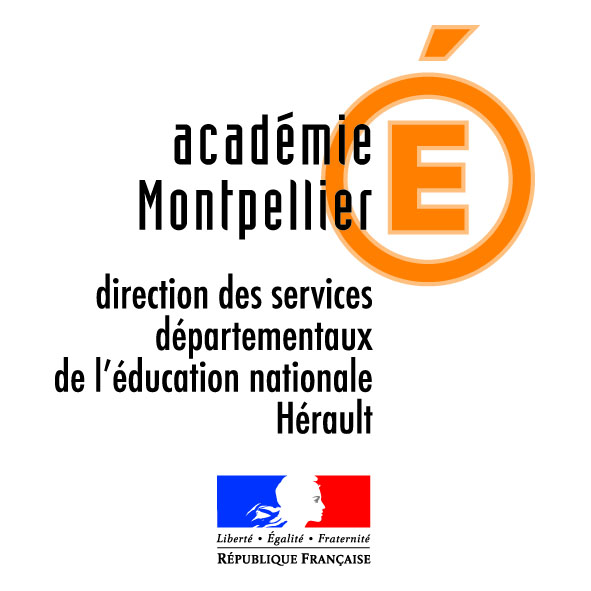 académie
Montpellier
É
direction des services
départementaux
de l'éducation nationale
Hérault
Liberté • Égalité • Fraternité
RÉPUBLIQUE FRANÇAISE